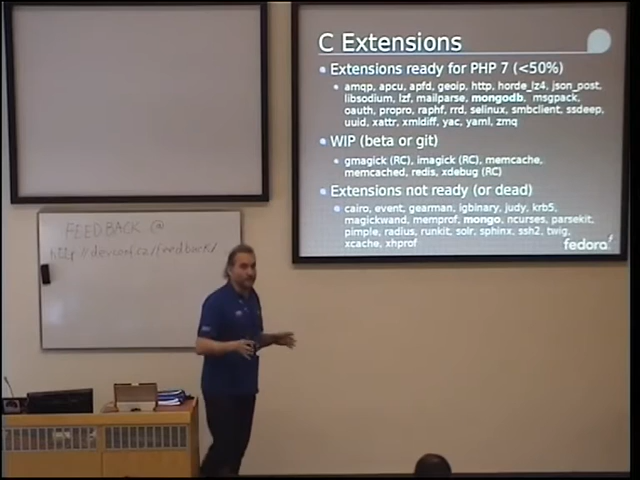 C Extensions
Extensions ready for PHP 7 (<50%)
amqp, apcu, apfd, geoip, http, horde_lz4, json_post,
libsodium, lzf, mailparse, mongodb, msgpack,
oauth, propro, raphf, rrd, selinux, smbclient, ssdeep,
uuid, xattr, xmldiff, yac, yaml, zmq
WIP (beta or git)
gmagick (RC), imagick (RC), memcache,
memcached, redis, xdebug (RC)
Extensions not ready (or dead)
cairo, event, gearman, igbinary, judy, krb5,
magickwand, memprof, mongo, ncurses, parsekit,
pimple, radius, runkit, solr, sphinx, ssh2, twig,
xcache, xhprof
fedora
FEEDBACK @
http://devconf.cz/feedback/